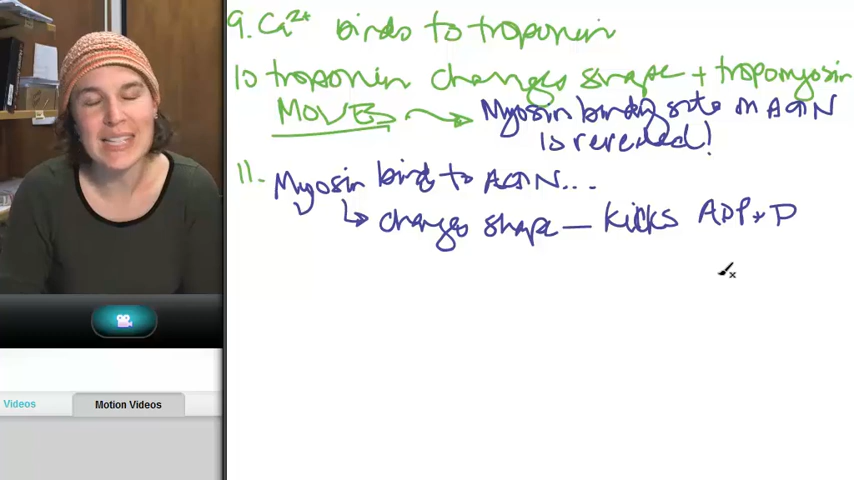 9. Ca²⁺ binds to troponin
10 troponin changes shape + tropomyosin
MOVES → Myosin binding site on ACTIN
is revealed!
11. Myosin binds to ACTIN...
↳ changes shape — kicks ADP + P
Videos
Motion Videos